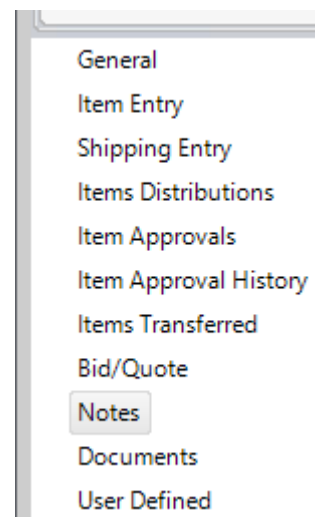 General
Item Entry
Shipping Entry
Items Distributions
Item Approvals
Item Approval History
Items Transferred
Bid/Quote
Notes
Documents
User Defined